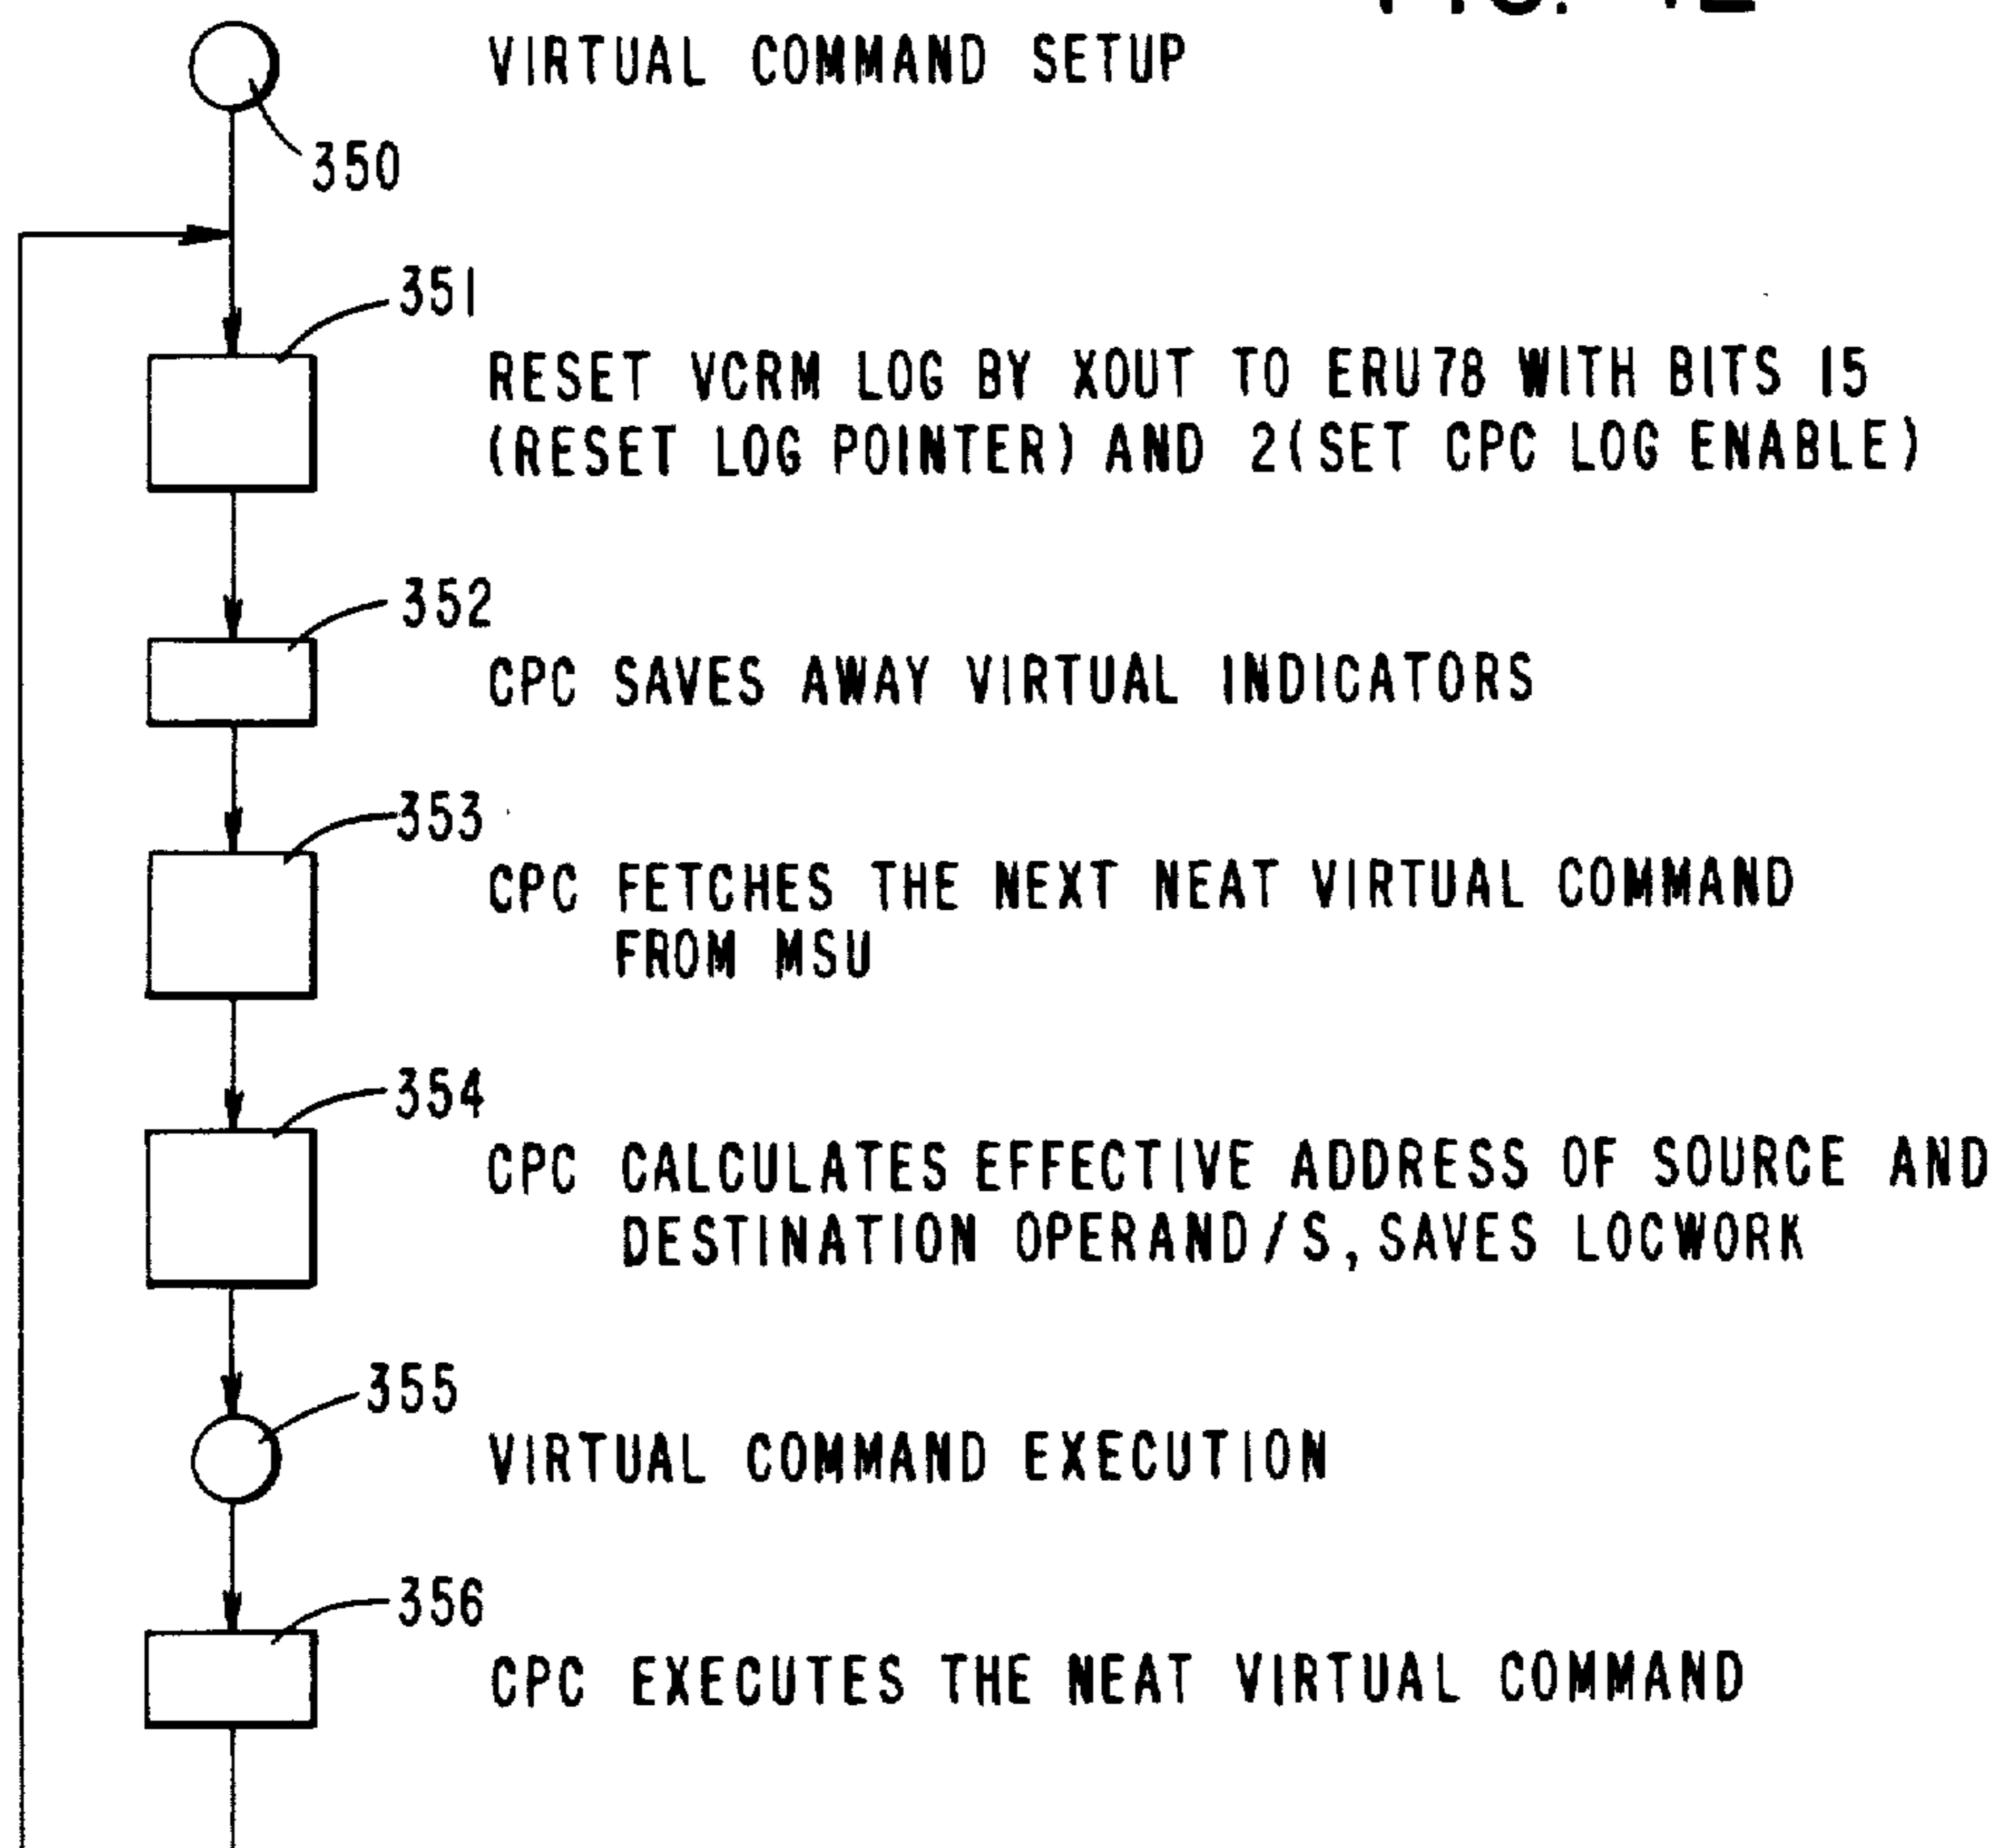 VIRTUAL COMMAND SETUP
350
351
RESET VCRM LOG BY XOUT TO ERU78 WITH BITS 15
(RESET LOG POINTER) AND 2(SET CPC LOG ENABLE)
352
CPC SAVES AWAY VIRTUAL INDICATORS
353
CPC FETCHES THE NEXT NEAT VIRTUAL COMMAND
FROM MSU
354
CPC CALCULATES EFFECTIVE ADDRESS OF SOURCE AND
DESTINATION OPERAND/S, SAVES LOCWORK
355
VIRTUAL COMMAND EXECUTION
356
CPC EXECUTES THE NEAT VIRTUAL COMMAND